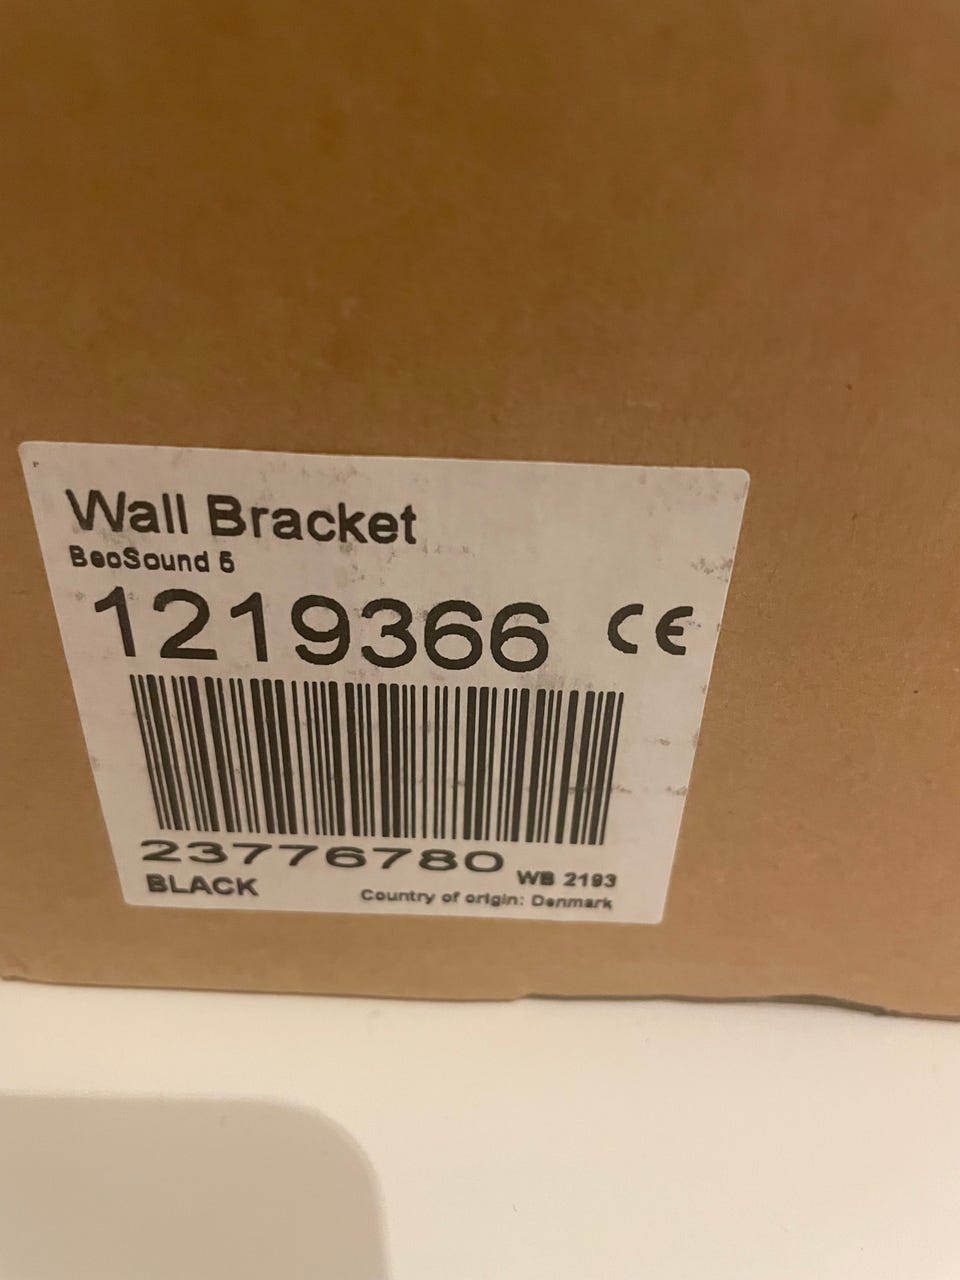 Wall Bracket
BeoSound 5
1219366 CE
23776780
WB 2193
BLACK
Country of origin: Denmark